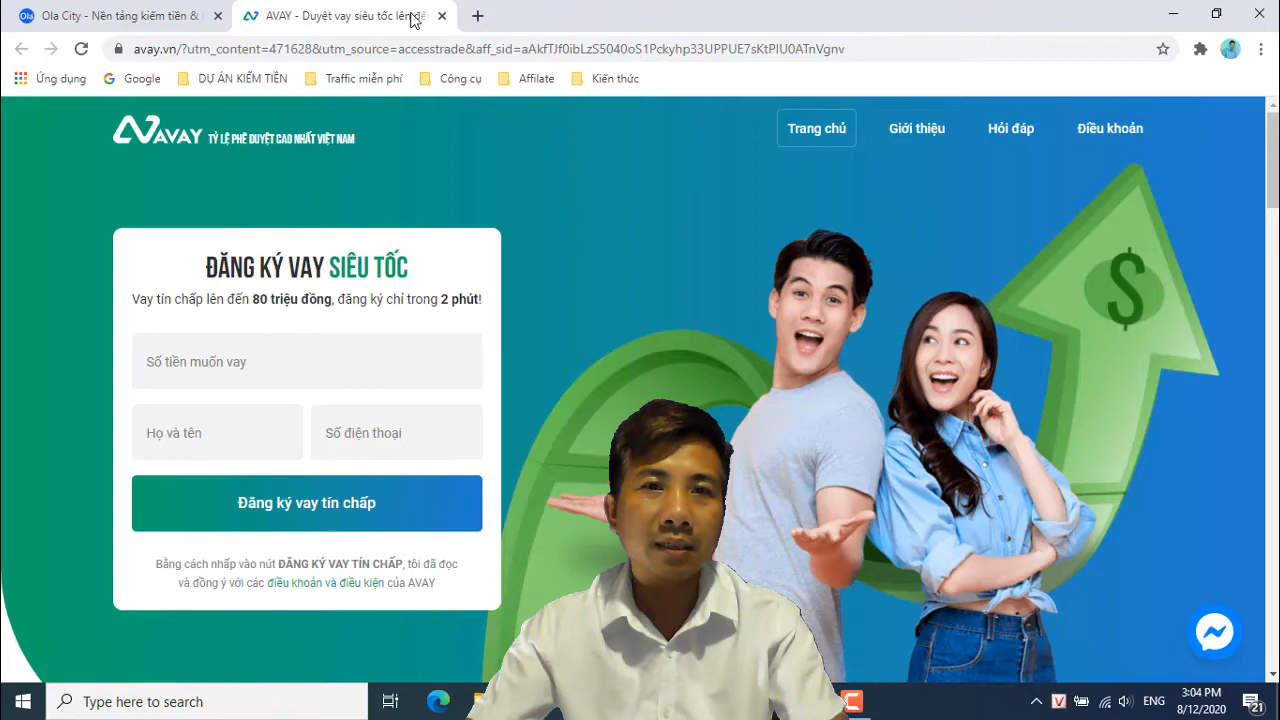 Ola City - Nền tảng kiếm tiền &
AVAY - Duyệt vay siêu tốc lên đế
avay.vn/?utm_content=471628&utm_source=accesstrade&aff_sid=aAkfTJf0ibLzS5040oS1Pckyhp33UPPUE7sKtPIU0ATnVgnv
Ứng dụng
Google
DỰ ÁN KIẾM TIỀN
Traffic miễn phí
Công cụ
Affilate
Kiến thức
AVAY TỶ LỆ PHÊ DUYỆT CAO NHẤT VIỆT NAM
Trang chủ
Giới thiệu
Hỏi đáp
Điều khoản
ĐĂNG KÝ VAY SIÊU TỐC
Vay tín chấp lên đến 80 triệu đồng, đăng ký chỉ trong 2 phút!
Số tiền muốn vay
Họ và tên
Số điện thoại
Đăng ký vay tín chấp
Bằng cách nhấp vào nút ĐĂNG KÝ VAY TÍN CHẤP, tôi đã đọc
và đồng ý với các điều khoản và điều kiện của AVAY
$
Type here to search
ENG
3:04 PM
8/12/2020
21